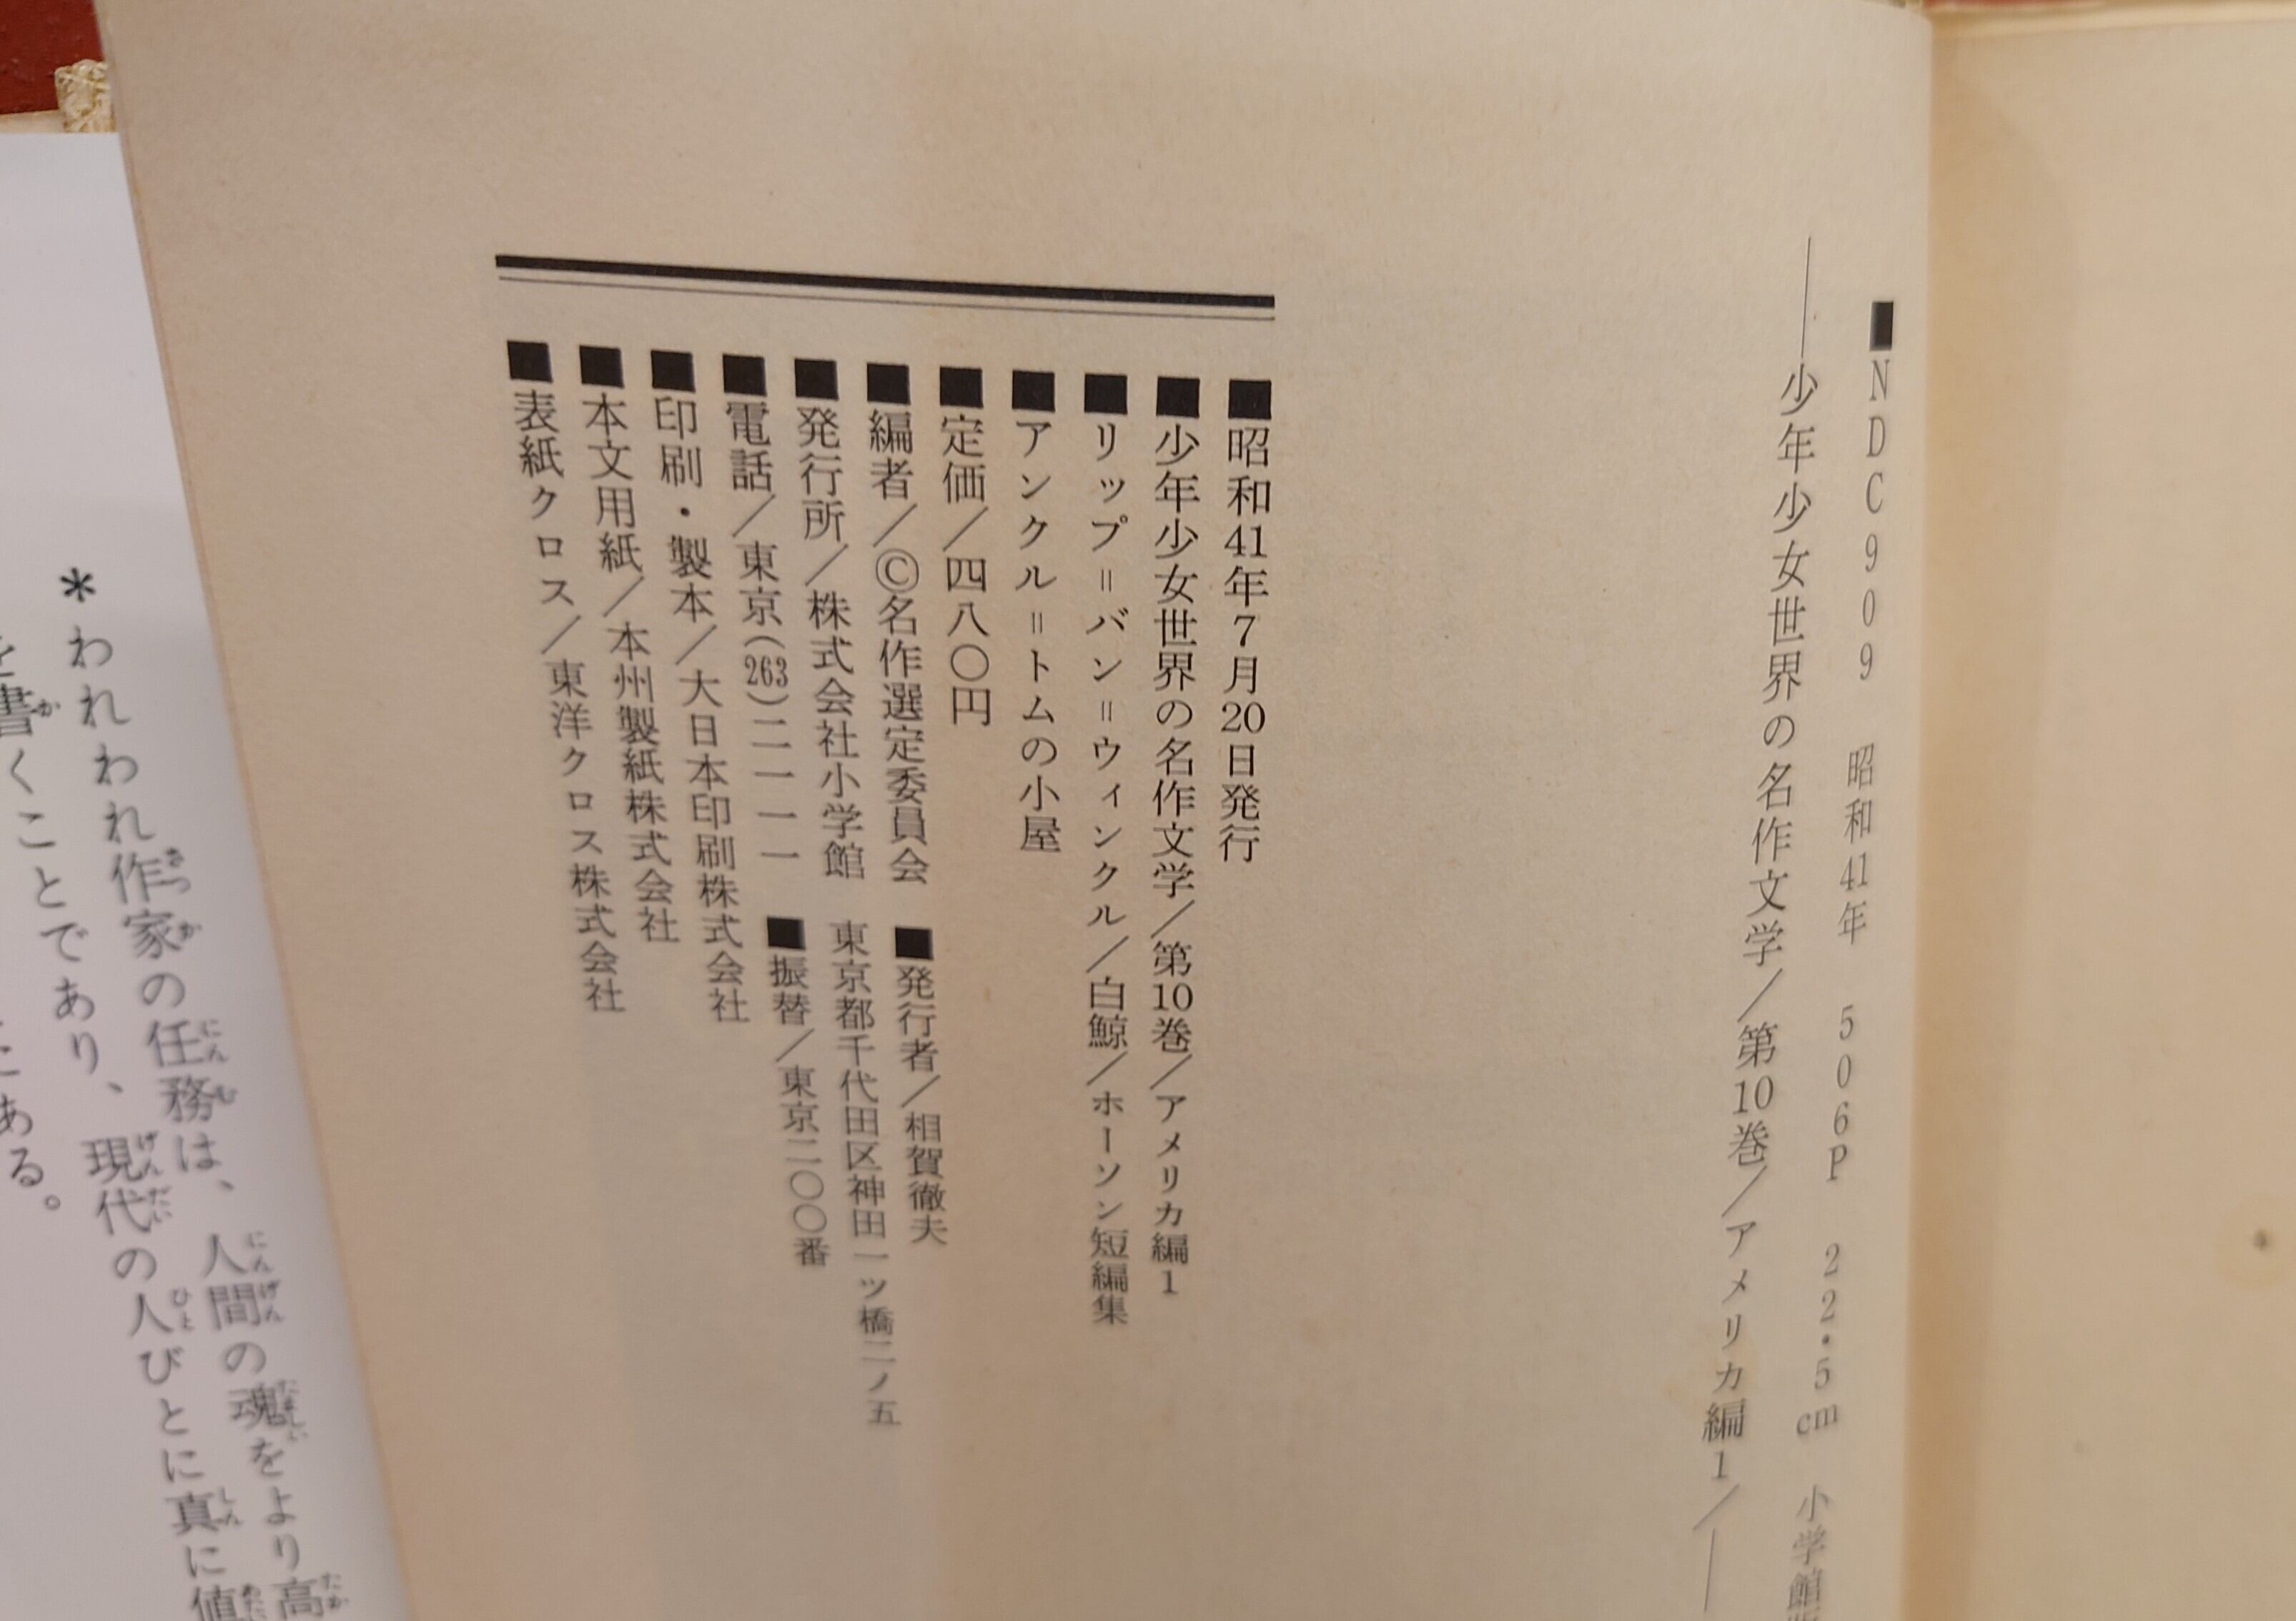 ■NDC909 昭和41年 506P 22・5cm 小学館
――少年少女世界の名作文学／第10巻／アメリカ編1／――
■昭和41年7月20日発行
■少年少女世界の名作文学／第10巻／アメリカ編1
■リップ＝バン＝ウィンクル／白鯨／ホーソン短編集
■アンクル＝トムの小屋
■定価／四八〇円
■編者／©名作選定委員会 ■発行者／相賀徹夫
■発行所／株式会社小学館 東京都千代田区神田一ツ橋二ノ五
■電話／東京(263)二一一一 ■振替／東京二〇〇番
■印刷・製本／大日本印刷株式会社
■本文用紙／本州製紙株式会社
■表紙クロス／東洋クロス株式会社
＊われわれ作家の任務は、人間の魂をより高
を書くことであり、現代の人びとに真に値
にある。